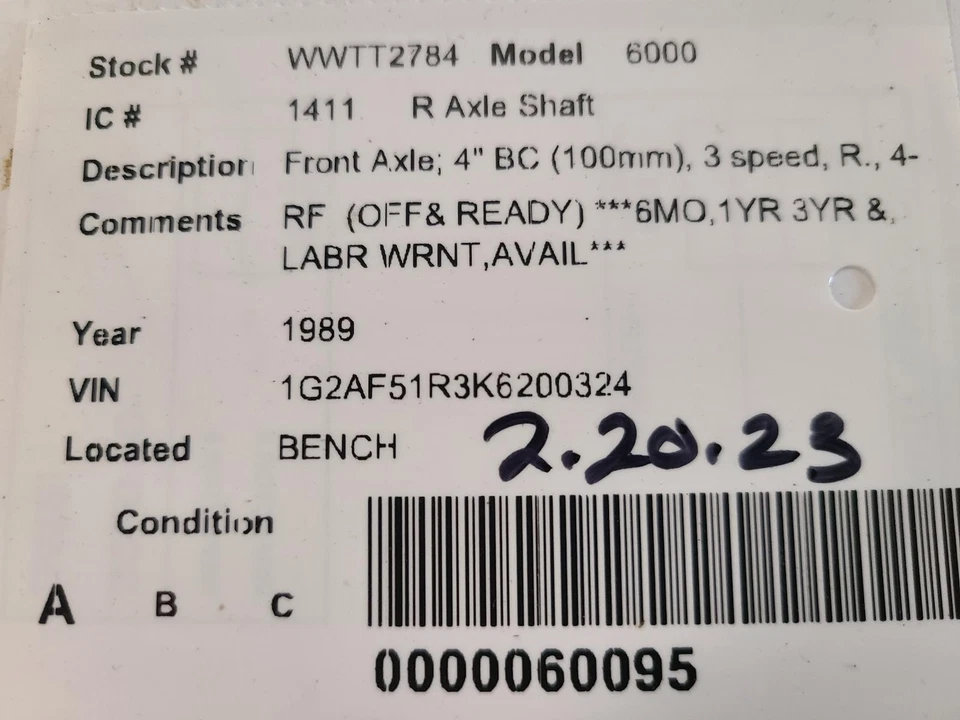 Stock # WWTT2784 Model 6000
IC # 1411 R Axle Shaft
Description Front Axle; 4" BC (100mm), 3 speed, R., 4-
Comments RF (OFF& READY) ***6MO,1YR 3YR &,
LABR WRNT,AVAIL***
Year 1989
VIN 1G2AF51R3K6200324
Located BENCH 2.20.23
Condition
A B C
0000060095